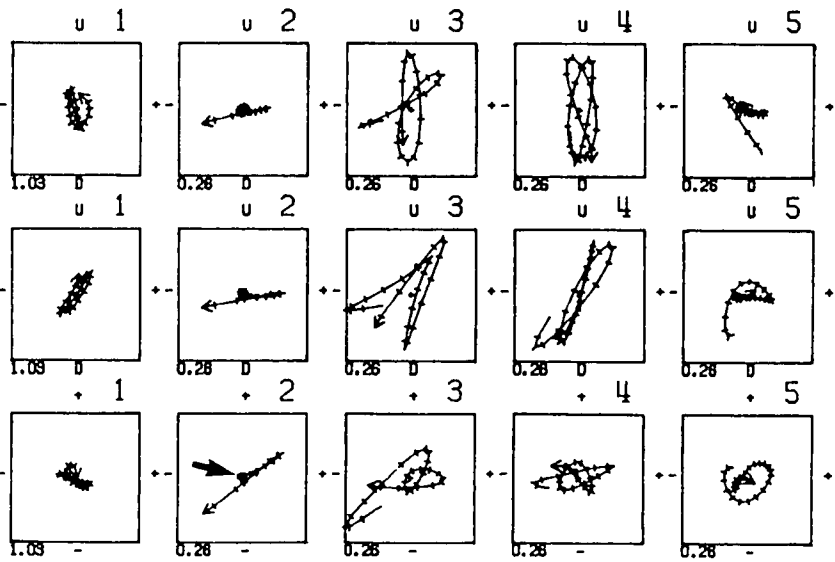 u 1 u 2 u 3 u 4 u 5
- + - + - + - + - +
1.03 D 0.26 D 0.26 D 0.26 D 0.26 D
u 1 u 2 u 3 u 4 u 5
- + - + - + - + - +
1.03 D 0.26 D 0.26 D 0.26 D 0.26 D
+ 1 + 2 + 3 + 4 + 5
- + - + - + - + - +
1.03 - 0.26 - 0.26 - 0.26 - 0.26 -